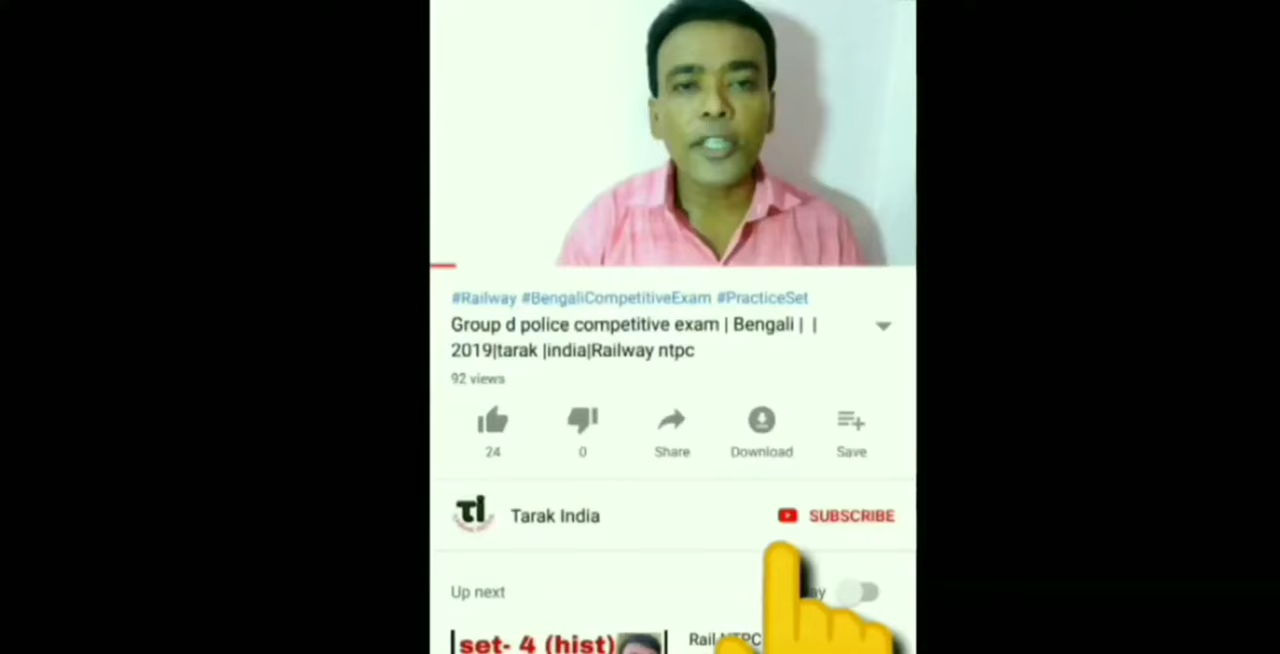 #Railway #BengaliCompetitiveExam #PracticeSet
Group d police competitive exam | Bengali | |
2019|tarak |india|Railway ntpc
92 views
24
0
Share
Download
Save
TI
Tarak India
SUBSCRIBE
Up next
set- 4 (hist)